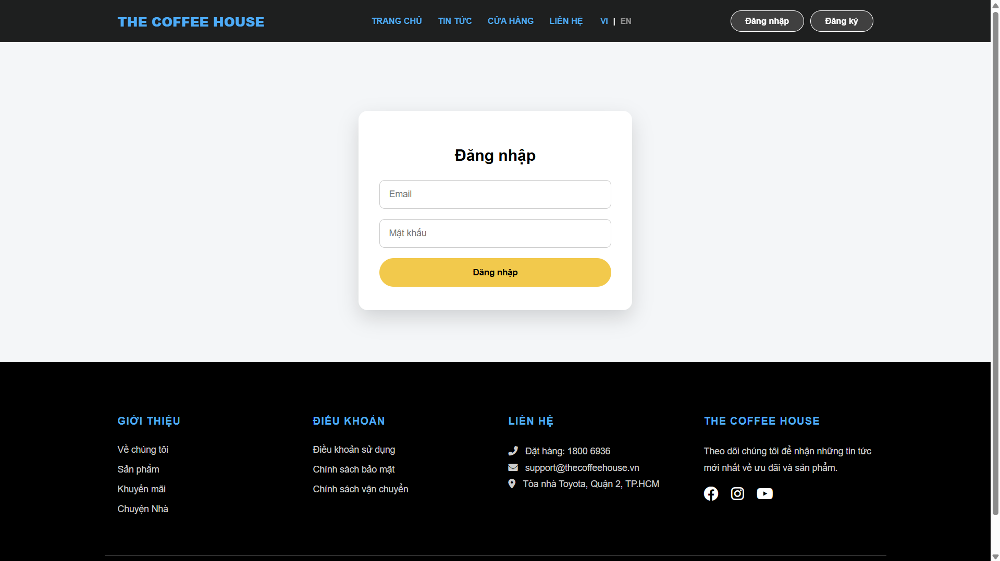 THE COFFEE HOUSE
TRANG CHỦ
TIN TỨC
CỬA HÀNG
LIÊN HỆ
VI | EN
Đăng nhập
Đăng ký
Đăng nhập
Email
Mật khẩu
Đăng nhập
GIỚI THIỆU
Về chúng tôi
Sản phẩm
Khuyến mãi
Chuyện Nhà
ĐIỀU KHOẢN
Điều khoản sử dụng
Chính sách bảo mật
Chính sách vận chuyển
LIÊN HỆ
Đặt hàng: 1800 6936
support@thecoffeehouse.vn
Tòa nhà Toyota, Quận 2, TP.HCM
THE COFFEE HOUSE
Theo dõi chúng tôi để nhận những tin tức
mới nhất về ưu đãi và sản phẩm.